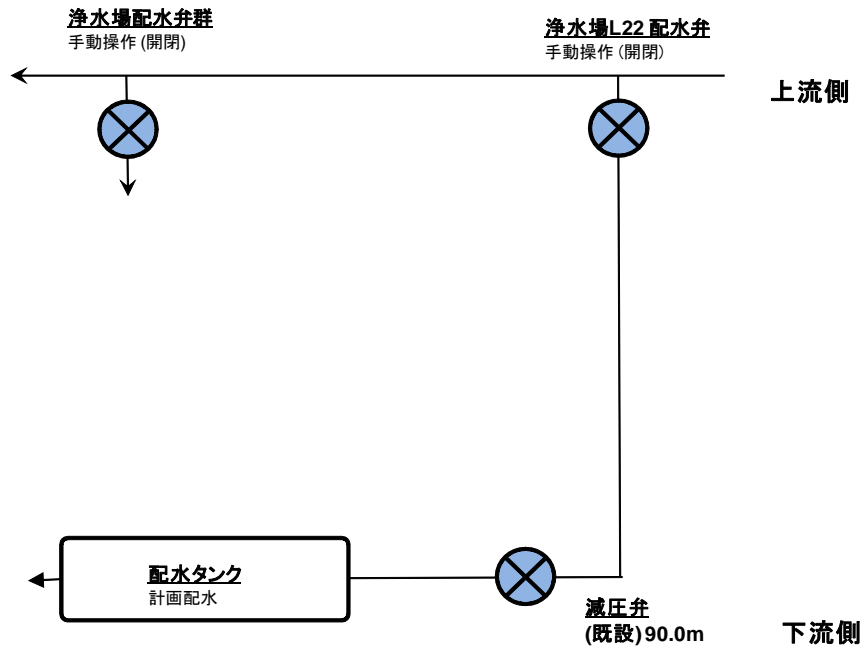 浄水場配水弁群
手動操作 (開閉)
浄水場L22 配水弁
手動操作 (開閉)
上流側
配水タンク
計画配水
減圧弁
(既設) 90.0m
下流側